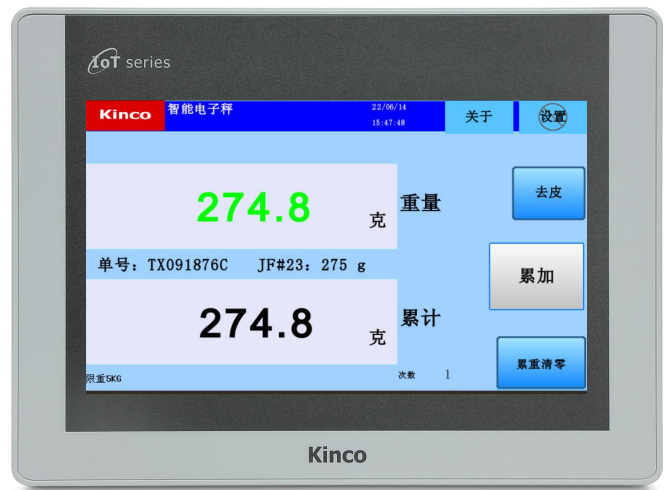 IoT series
Kinco 智能电子秤 22/06/14 关于 设置
15:47:48
274.8 克 重量 去皮
单号: TX091876C JF#23: 275 g
累加
274.8 克 累计
限重5KG 次数 1 累重清零
Kinco